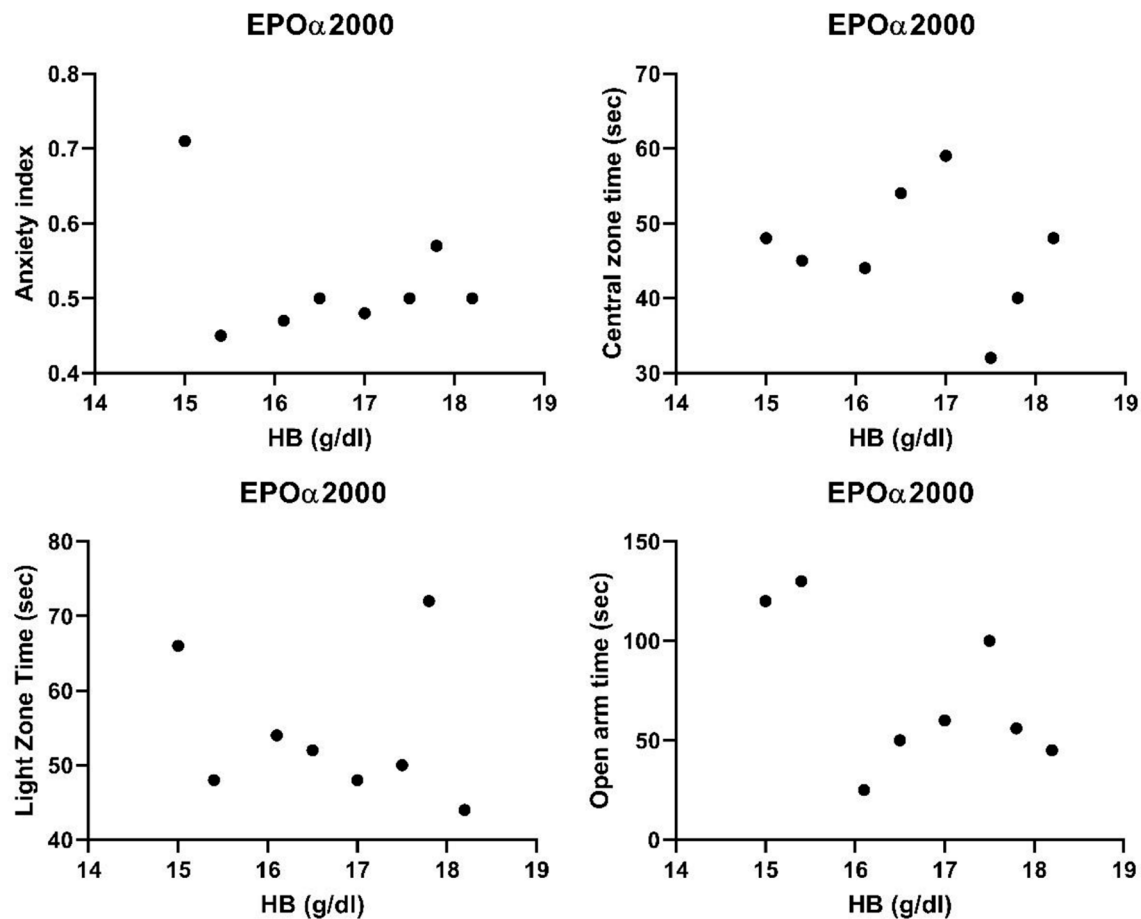 EPOα2000
0.8
0.7
0.6
0.5
0.4
Anxiety index
14 15 16 17 18 19
HB (g/dl)
EPOα2000
70
60
50
40
30
Central zone time (sec)
14 15 16 17 18 19
HB (g/dl)
EPOα2000
80
70
60
50
40
Light Zone Time (sec)
14 15 16 17 18 19
HB (g/dl)
EPOα2000
150
100
50
0
Open arm time (sec)
14 15 16 17 18 19
HB (g/dl)